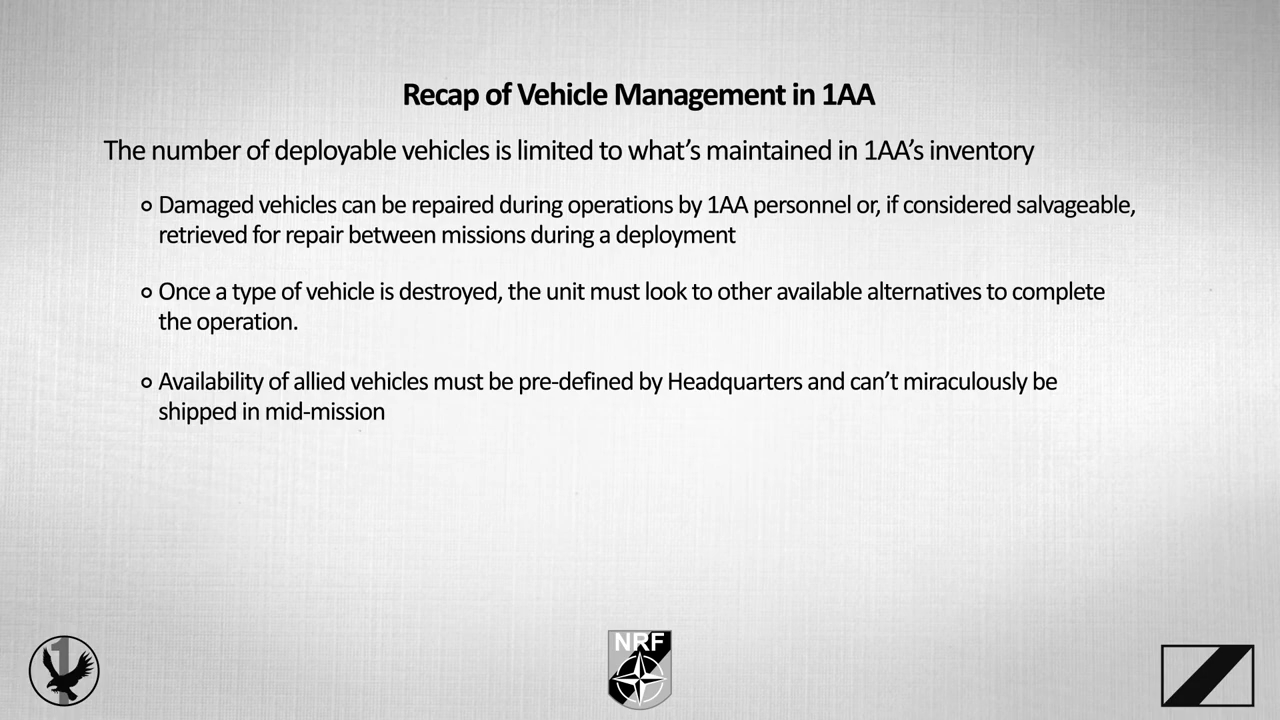 Recap of Vehicle Management in 1AA
The number of deployable vehicles is limited to what’s maintained in 1AA’s inventory
Damaged vehicles can be repaired during operations by 1AA personnel or, if considered salvageable,
retrieved for repair between missions during a deployment
Once a type of vehicle is destroyed, the unit must look to other available alternatives to complete
the operation.
Availability of allied vehicles must be pre-defined by Headquarters and can’t miraculously be
shipped in mid-mission
1
NRF